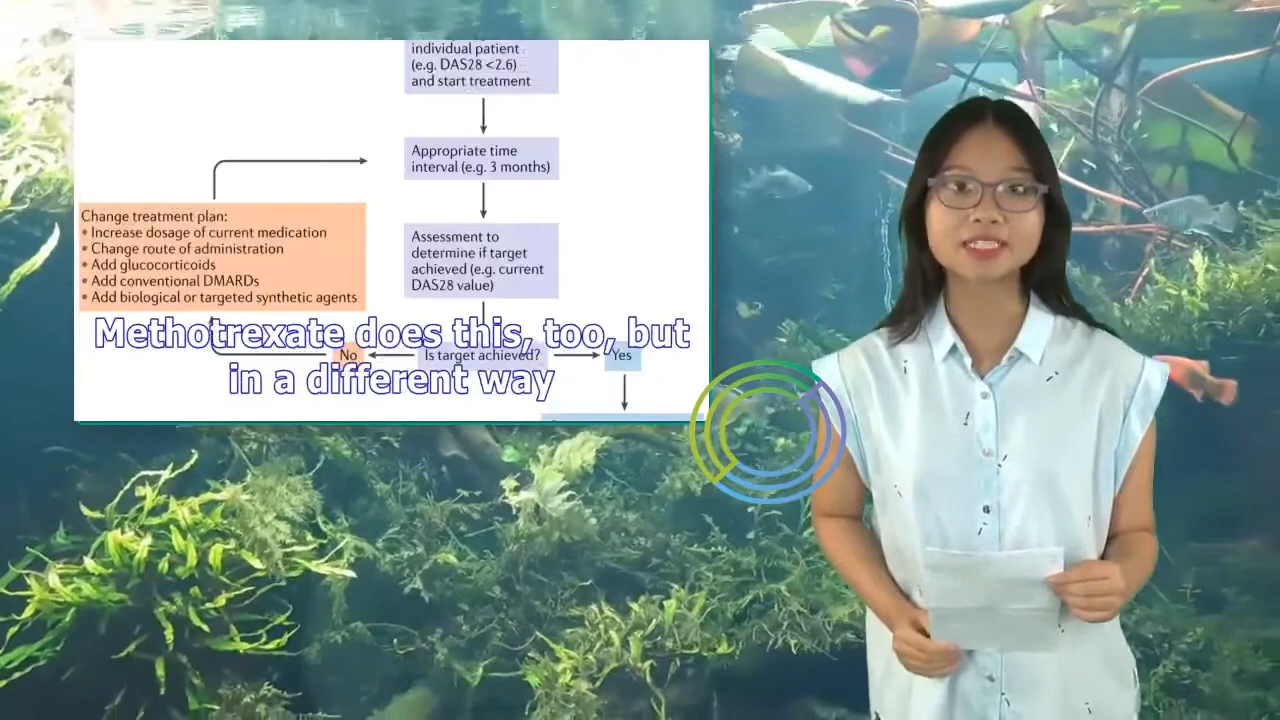 individual patient
(e.g. DAS28 <2.6)
and start treatment
Appropriate time
interval (e.g. 3 months)
Change treatment plan:
• Increase dosage of current medication
• Change route of administration
• Add glucocorticoids
• Add conventional DMARDs
• Add biological or targeted synthetic agents
Assessment to
determine if target
achieved (e.g. current
DAS28 value)
Methotrexate does this, too, but
in a different way
No
Is target achieved?
Yes